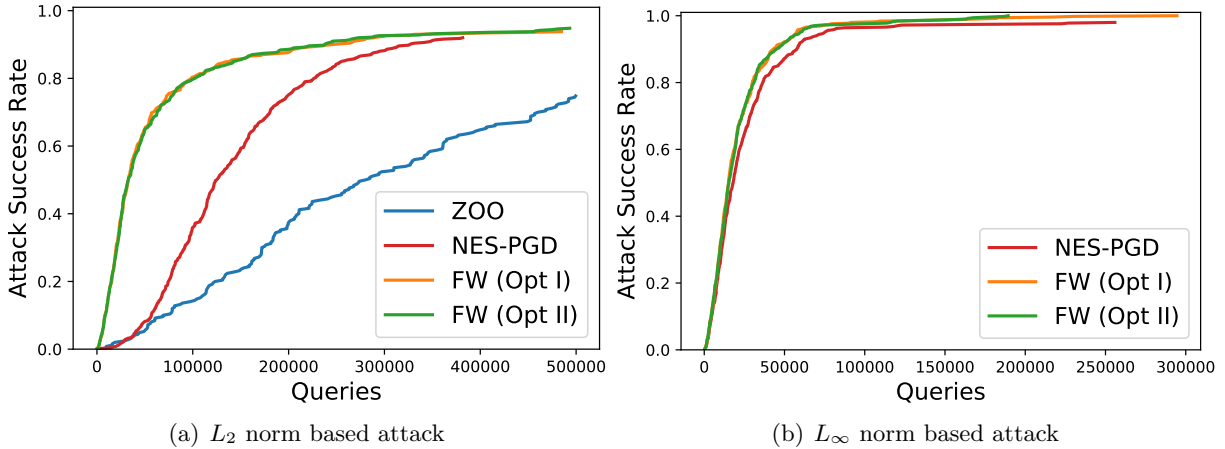 1.0
0.8
0.6
0.4
0.2
0.0
Attack Success Rate
0 100000 200000 300000 400000 500000
Queries
ZOO
NES-PGD
FW (Opt I)
FW (Opt II)
(a) L₂ norm based attack
1.0
0.8
0.6
0.4
0.2
0.0
Attack Success Rate
0 50000 100000 150000 200000 250000 300000
Queries
NES-PGD
FW (Opt I)
FW (Opt II)
(b) L∞ norm based attack